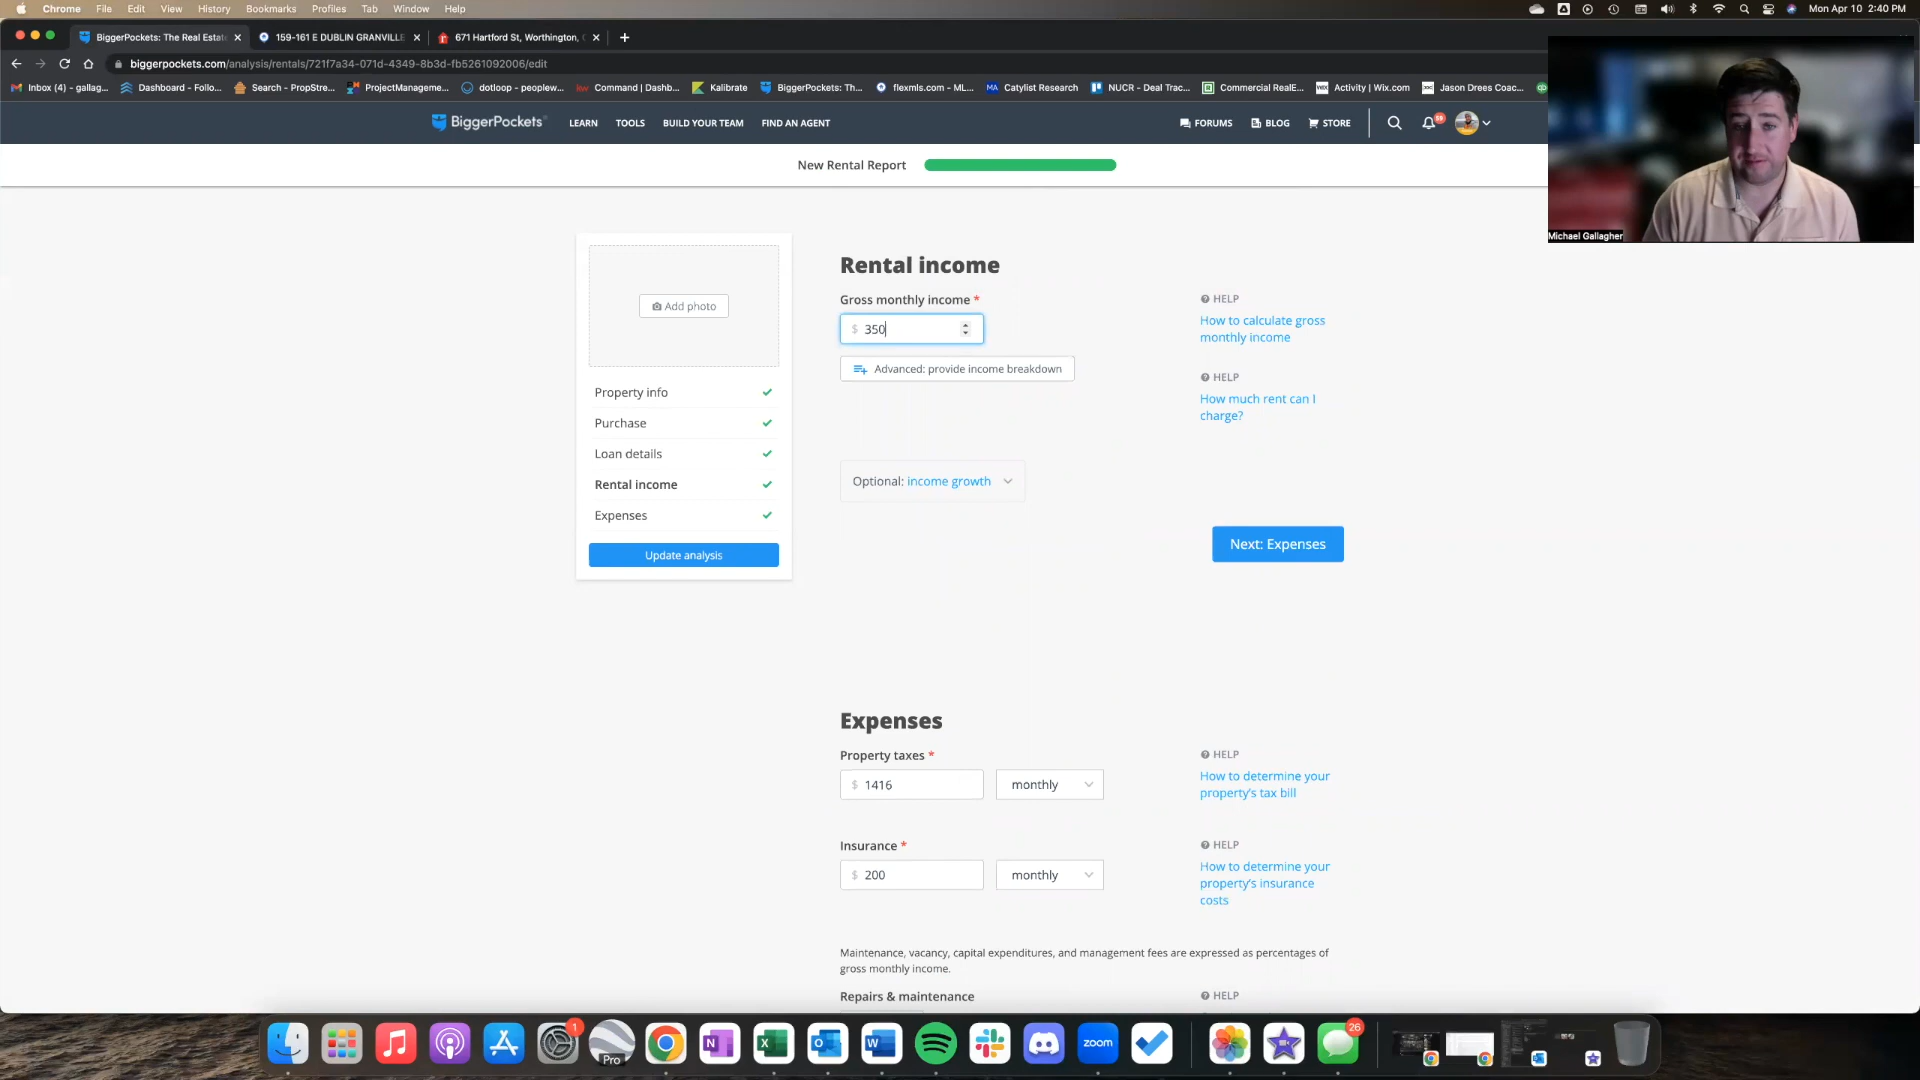 Chrome File Edit View History Bookmarks Profiles Tab Window Help Mon Apr 10 2:40 PM
BiggerPockets: The Real Estat 159-161 E DUBLIN GRANVILLE 671 Hartford St, Worthington,
biggerpockets.com/analysis/rentals/721f7a34-071d-4349-8b3d-fb5261092006/edit
Inbox (4) - gallag... Dashboard - Follo... Search - PropStre... ProjectManageme... dotloop - peoplew... Command | Dashb... Kalibrate BiggerPockets: Th... flexmls.com - ML... MA Catylist Research NUCR - Deal Trac... Commercial RealE... Activity | Wix.com Jason Drees Coac...
BiggerPockets LEARN TOOLS BUILD YOUR TEAM FIND AN AGENT FORUMS BLOG STORE
Michael Gallagher
New Rental Report
Add photo
Property info
Purchase
Loan details
Rental income
Expenses
Update analysis
Rental income
Gross monthly income *
$ 350
Advanced: provide income breakdown
HELP
How to calculate gross
monthly income
HELP
How much rent can I
charge?
Optional: income growth
Next: Expenses
Expenses
Property taxes *
$ 1416 monthly
HELP
How to determine your
property's tax bill
Insurance *
$ 200 monthly
HELP
How to determine your
property's insurance
costs
Maintenance, vacancy, capital expenditures, and management fees are expressed as percentages of
gross monthly income.
Repairs & maintenance
HELP
1 Pro N X O W zoom 26